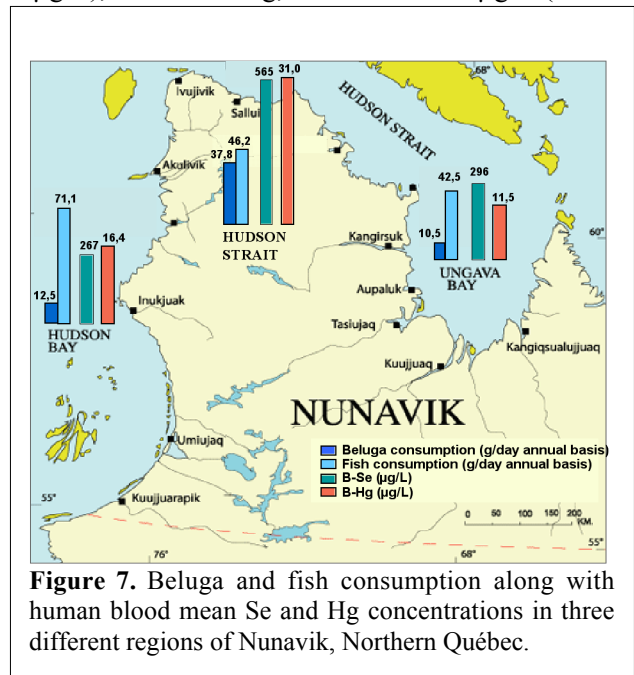 68°
HUDSON STRAIT
Ivujivik
Sallui
565
31,0
37,8
46,2
Akulivik
HUDSON
STRAIT
71,1
267
16,4
12,5
HUDSON
BAY
Inukjuak
42,5
296
10,5
11,5
Kangirsuk
60°
UNGAVA
BAY
Aupaluk
Tasiujaq
Kangiqsualujjuaq
Kuujjuaq
NUNAVIK
Umiujaq
Beluga consumption (g/day annual basis)
Fish consumption (g/day annual basis)
B-Se (µg/L)
B-Hg (µg/L)
55°
Kuujjuarapik
0 50 100 150 200
KM.
76°
68°
55°
Figure 7. Beluga and fish consumption along with
human blood mean Se and Hg concentrations in three
different regions of Nunavik, Northern Québec.